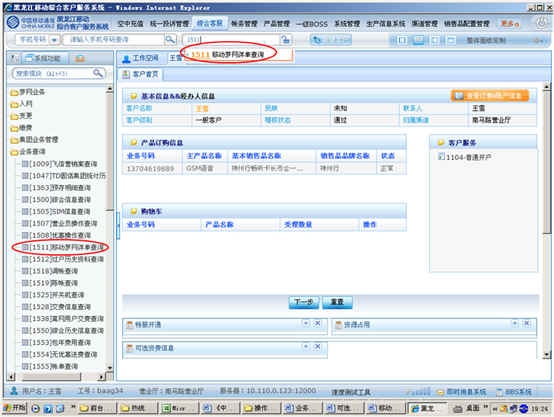 黑龙江移动综合客户服务系统 - Windows Internet Explorer
中国移动通信 CHINA MOBILE 黑龙江移动 综合客户服务系统
空中充值 统一投诉管理 综合客服 帐务管理 产品管理 一级BOSS 系统管理 主产信息系统 渠道管理 销售品配置管理 更多
手机号码 请输入手机号码查询 1511 整体面板定制
1511 移动梦网详单查询
系统功能 工作空间 王雪
搜索模块 (Alt+3)
客户首页
梦网业务
入网
变更
缴费
集团业务管理
业务查询
[1009]飞信营销案查询
[1047]TD固话集团统付历
[1363]预存明细查询
[1500]综合信息查询
[1505]SIM信息查询
[1507]营业员操作查询
[1508]优惠操作查询
[1511]移动梦网详单查询
[1512]过户历史资料查询
[1518]调帐查询
[1519]陈帐查询
[1525]开关机查询
[1528]交费信息查询
[1538]离网用户交费查询
[1550]综合历史信息查询
[1553]包年费用查询
[1554]无忧赢话费查询
[1555]帐单查询
基本信息&&经办人信息
查看订单&账户信息
客户名称 王雪 民族 未知 联系人 王雪
客户级别 一般客户 稽核状态 通过 归属渠道 南马路营业厅
产品订购信息
业务号码 主产品名称 基本销售品名称 销售品品牌名称 状态
13704619889 GSM语音 神州行畅听卡长市合一... 神州行 正常
客户服务
1104-普通开户
购物车
业务号码 产品名称 受理数量 操作
下一步 重置
特服开通
资源占用
可选资费信息
用户名：王雪 工号：baag34 营业厅：南马路营业厅 服务器：10.110.0.123:12000 速度测试工具 即时消息系统 BBS系统
开始 前台... 热线... Micr... 《中... 操作... 业务... 可选... 移动... 黑龙... 桌面 19:12